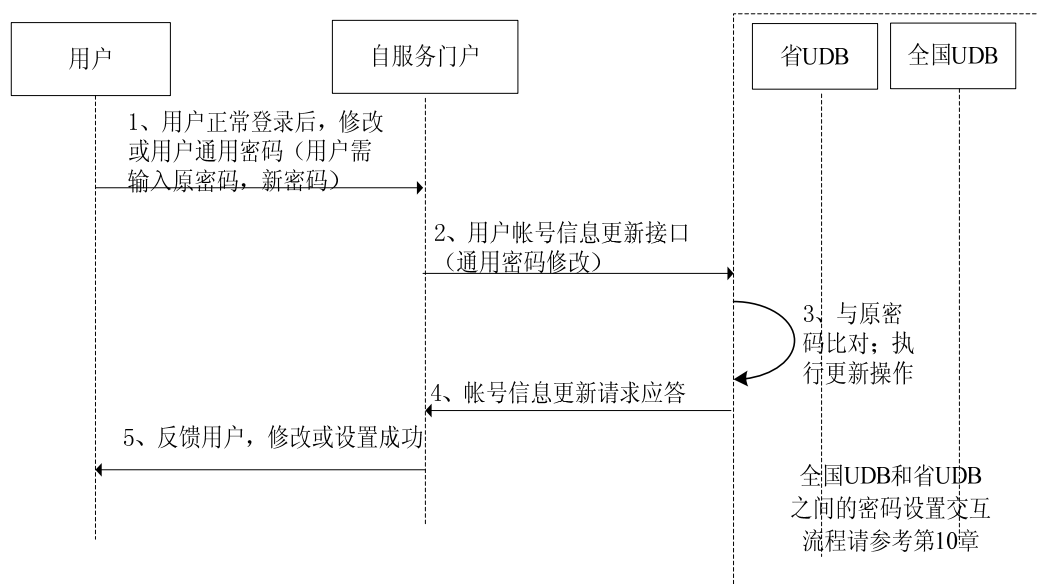 用户
自服务门户
省UDB
全国UDB
1、用户正常登录后，修改
或用户通用密码（用户需
输入原密码，新密码）
2、用户帐号信息更新接口
（通用密码修改）
3、与原密
码比对；执
行更新操作
4、帐号信息更新请求应答
5、反馈用户，修改或设置成功
全国UDB和省UDB
之间的密码设置交互
流程请参考第10章